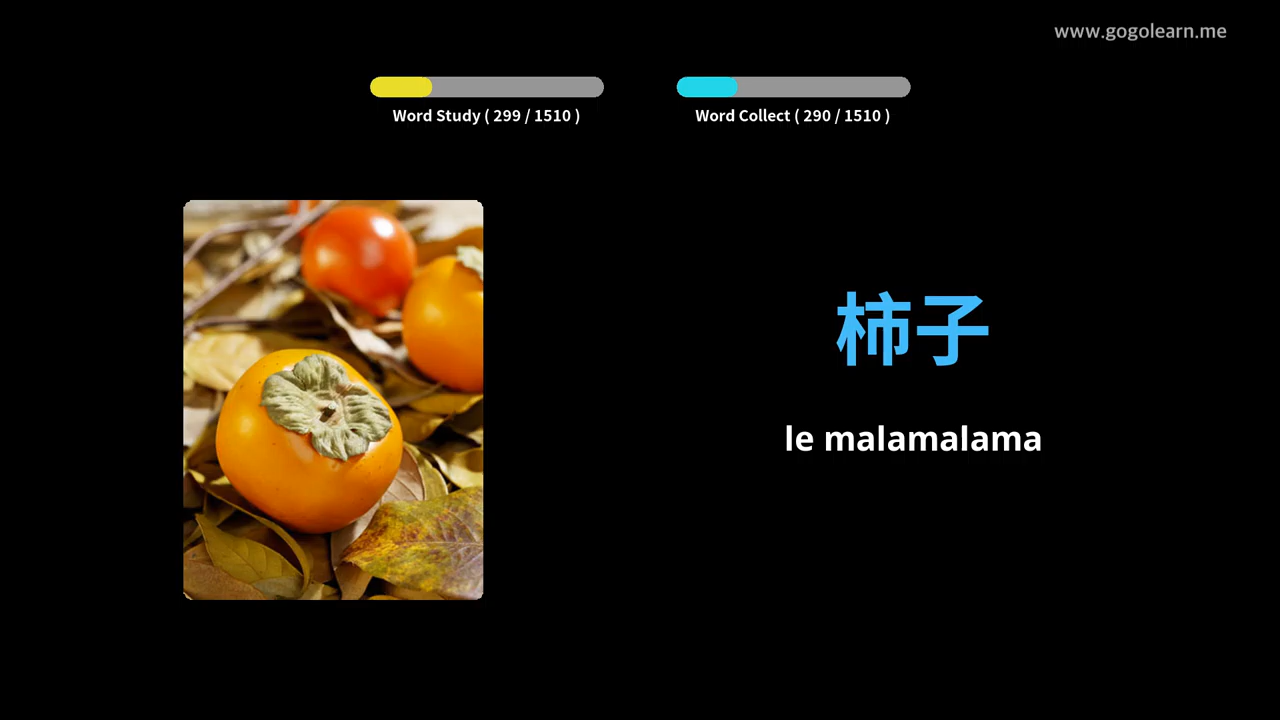 www.gogolearn.me
Word Study ( 299 / 1510 )
Word Collect ( 290 / 1510 )
柿子
le malamalama